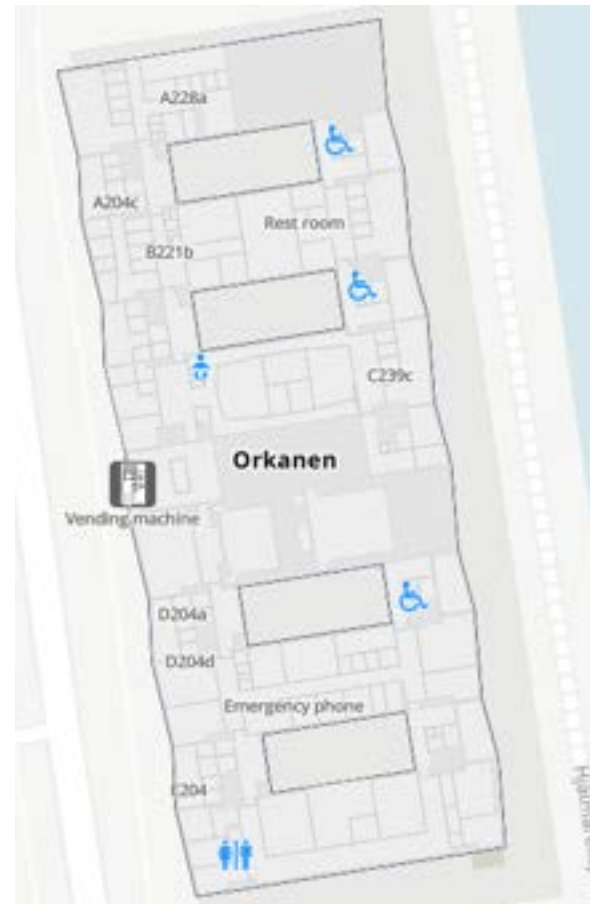 A228a
A204c
Rest room
B221b
C239c
Orkanen
Vending machine
D204a
D204d
Emergency phone